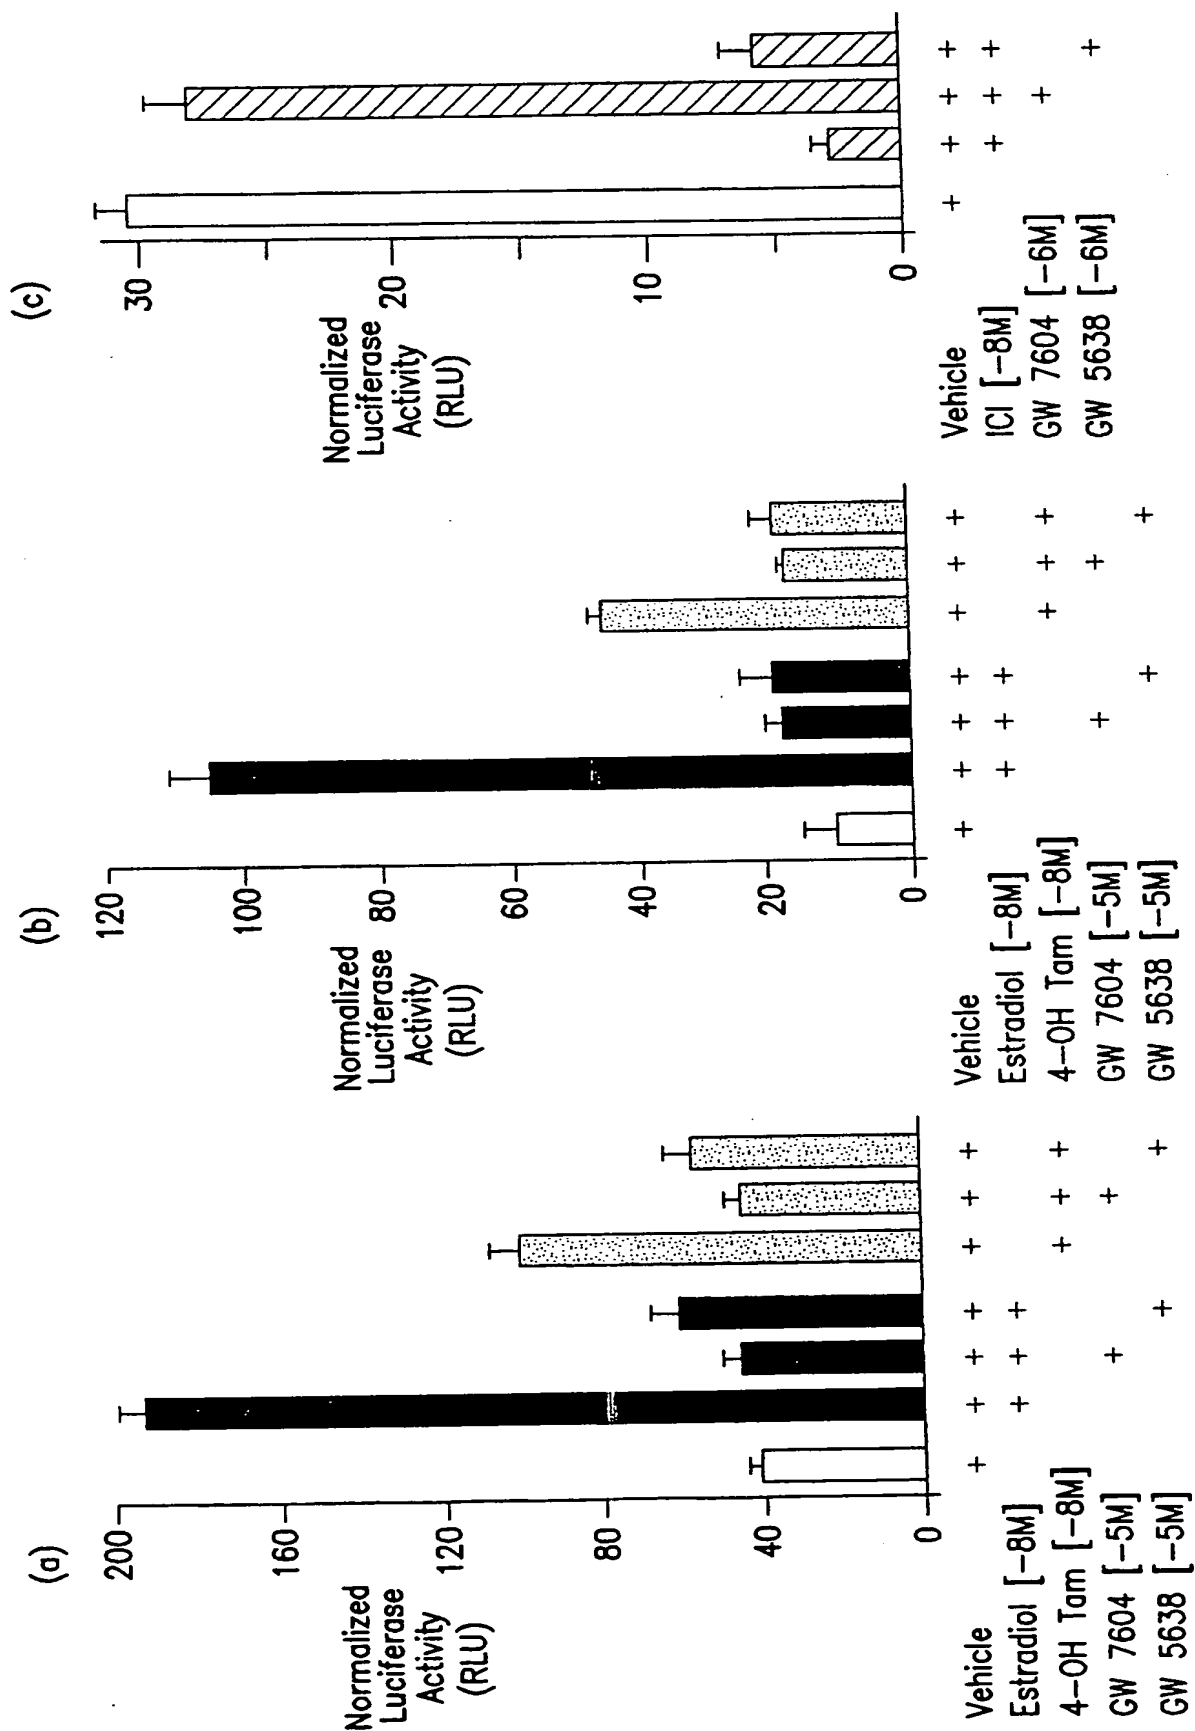 (a)
Normalized
Luciferase
Activity
(RLU)
200
160
120
80
40
0
Vehicle + + + + + + +
Estradiol [-8M] + + +
4-OH Tam [-8M] + + +
GW 7604 [-5M] + +
GW 5638 [-5M] + +
(b)
Normalized
Luciferase
Activity
(RLU)
120
100
80
60
40
20
0
Vehicle + + + + + + +
Estradiol [-8M] + + +
4-OH Tam [-8M] + + +
GW 7604 [-5M] + +
GW 5638 [-5M] + +
(c)
Normalized
Luciferase
Activity
(RLU)
30
20
10
0
Vehicle + + + +
ICI [-8M] + + +
GW 7604 [-6M] +
GW 5638 [-6M] +